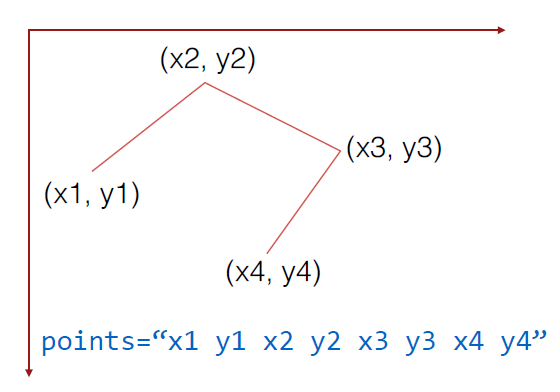 (x2, y2)
(x3, y3)
(x1, y1)
(x4, y4)
points=“x1 y1 x2 y2 x3 y3 x4 y4”